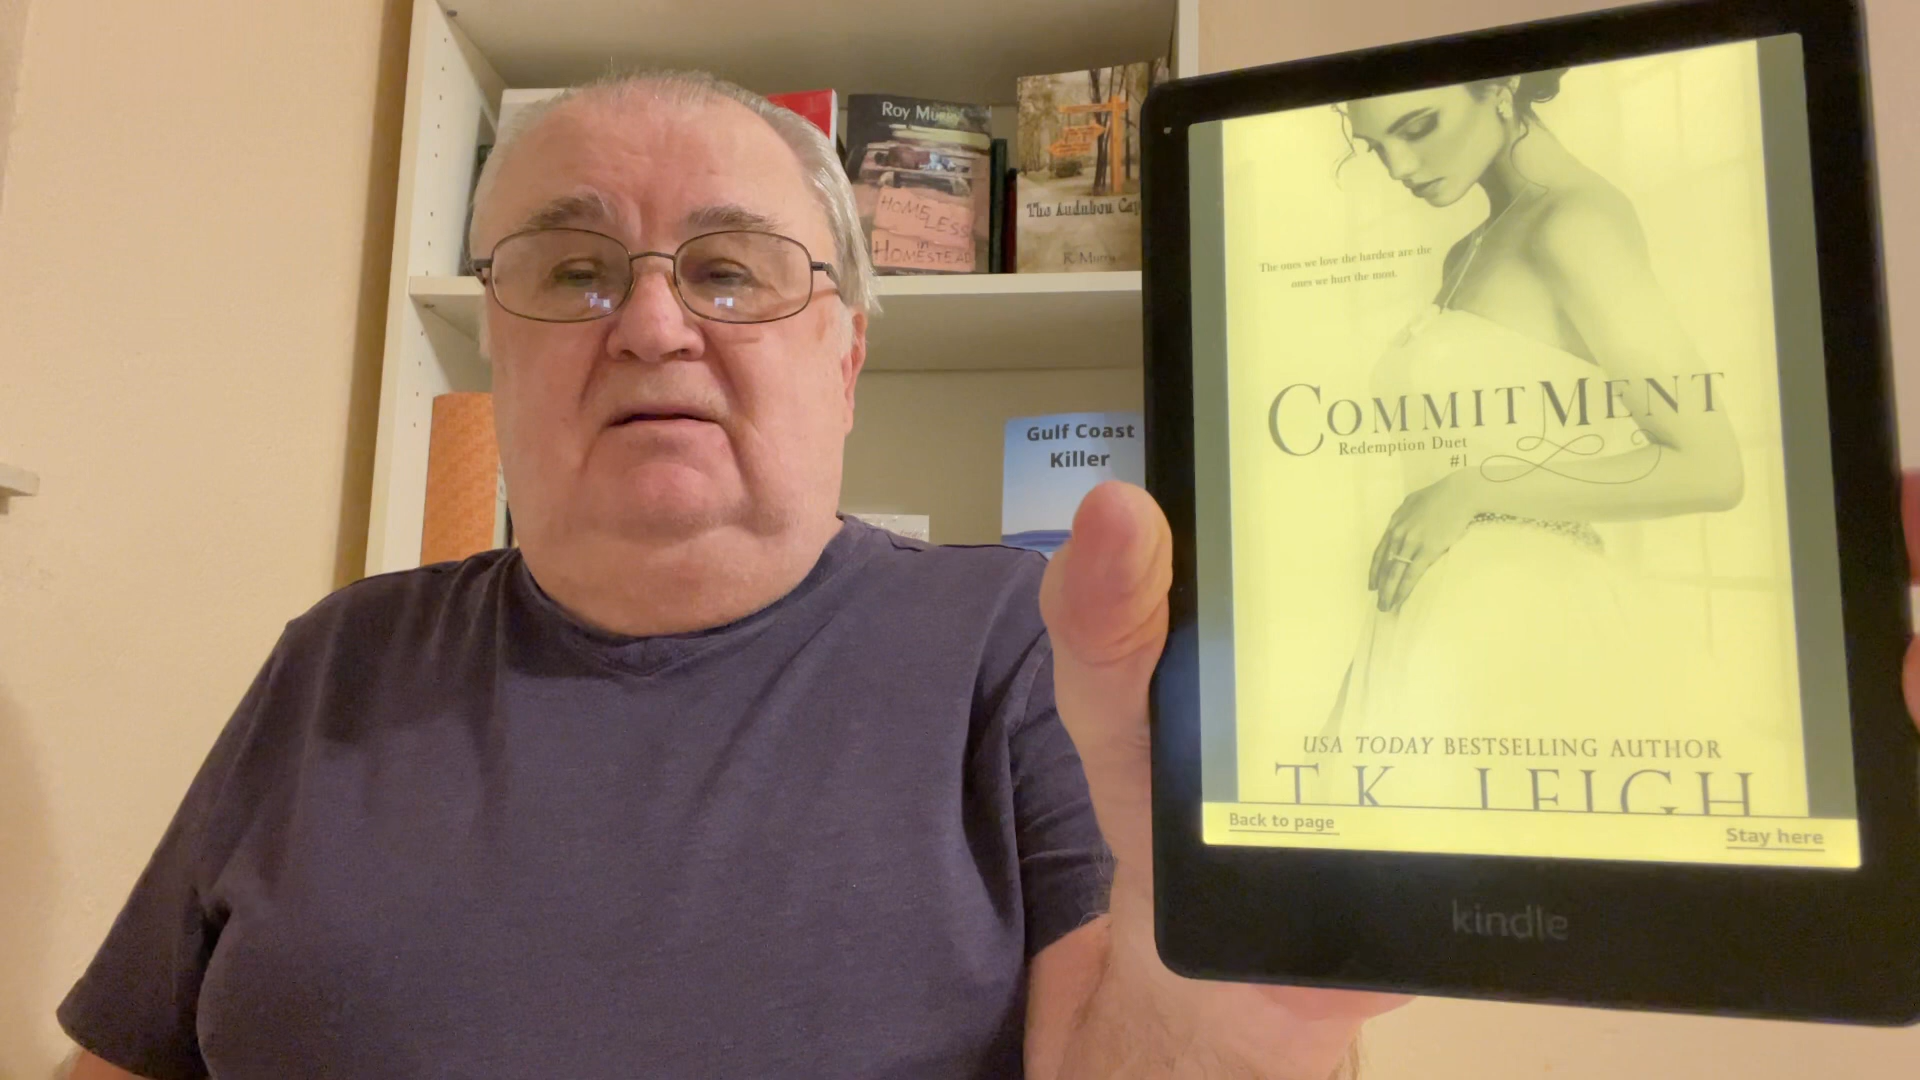 Roy Murry
HOMELESS
in
HOMESTEAD
The Audubon Cap
R. Murry
Gulf Coast
Killer
The ones we love the hardest are the
ones we hurt the most.
COMMITMENT
Redemption Duet
#1
USA TODAY BESTSELLING AUTHOR
T.K. LEIGH
Back to page
Stay here
kindle